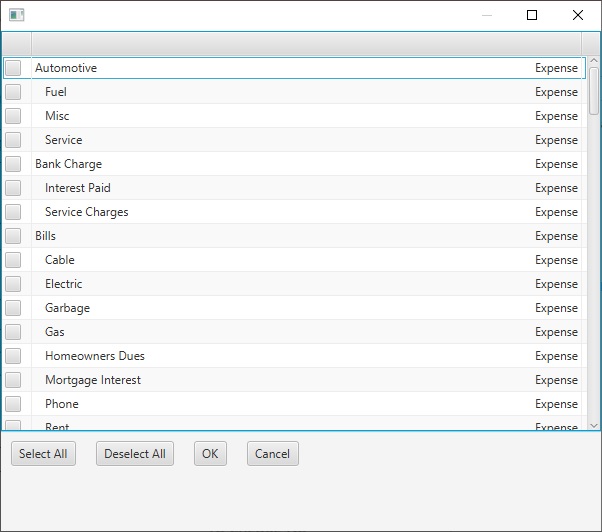 Automotive Expense
Fuel Expense
Misc Expense
Service Expense
Bank Charge Expense
Interest Paid Expense
Service Charges Expense
Bills Expense
Cable Expense
Electric Expense
Garbage Expense
Gas Expense
Homeowners Dues Expense
Mortgage Interest Expense
Phone Expense
Rent Expense
Select All Deselect All OK Cancel